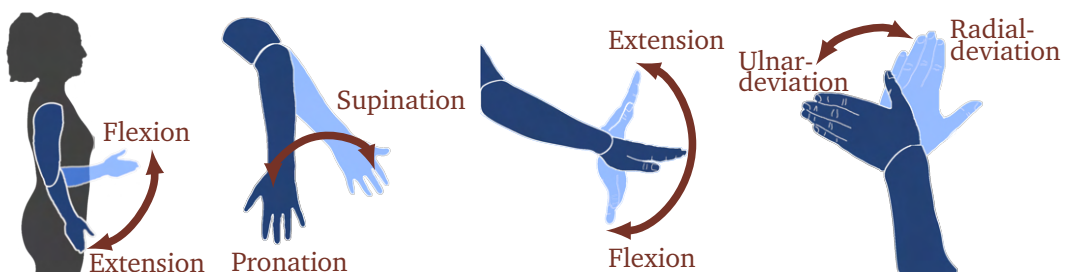 Flexion
Extension
Supination
Pronation
Extension
Flexion
Ulnar-
deviation
Radial-
deviation